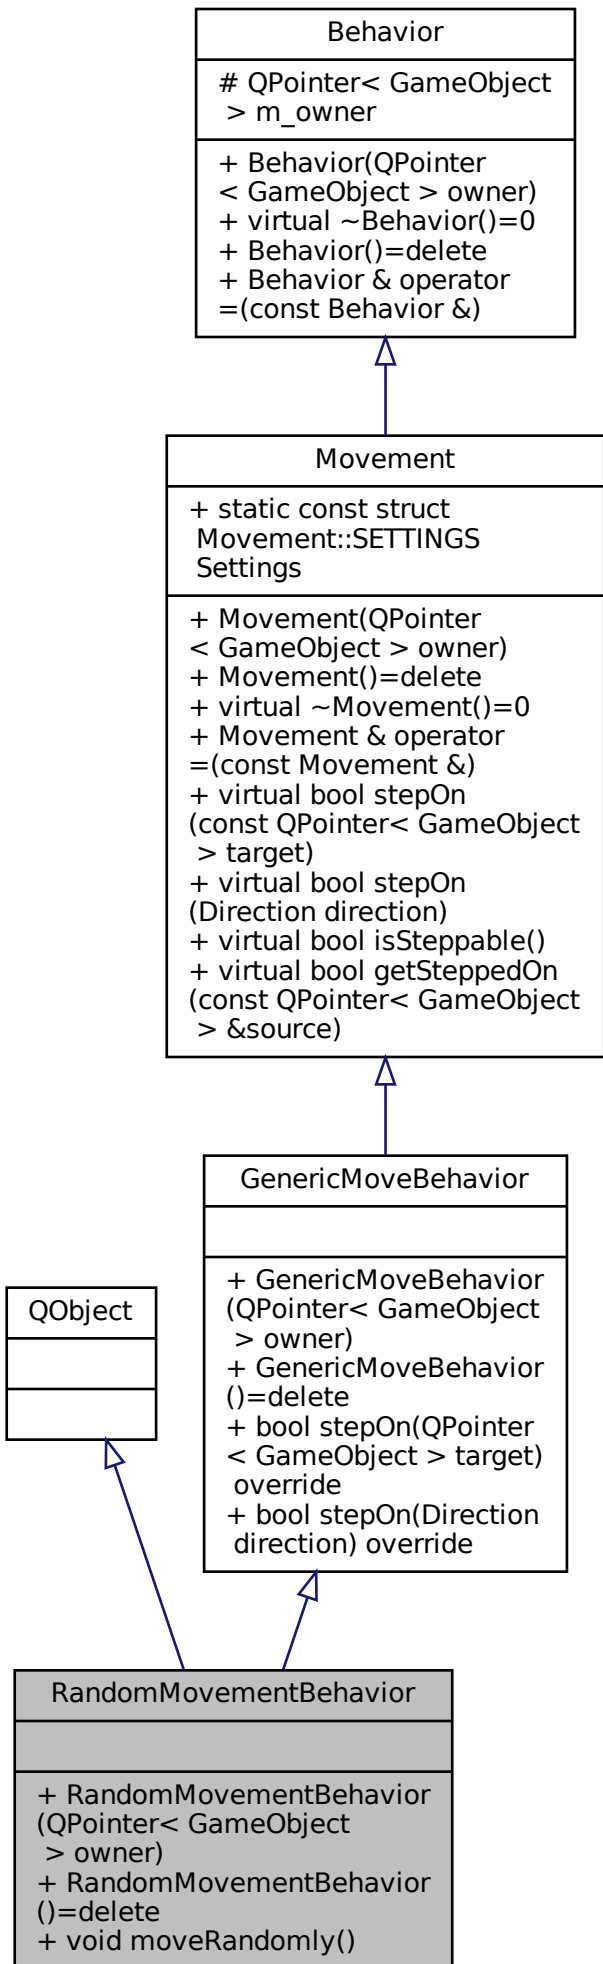 Behavior
# QPointer< GameObject
> m_owner
+ Behavior(QPointer
< GameObject > owner)
+ virtual ~Behavior()=0
+ Behavior()=delete
+ Behavior & operator
=(const Behavior &)
Movement
+ static const struct
Movement::SETTINGS
Settings
+ Movement(QPointer
< GameObject > owner)
+ Movement()=delete
+ virtual ~Movement()=0
+ Movement & operator
=(const Movement &)
+ virtual bool stepOn
(const QPointer< GameObject
> target)
+ virtual bool stepOn
(Direction direction)
+ virtual bool isSteppable()
+ virtual bool getSteppedOn
(const QPointer< GameObject
> &source)
GenericMoveBehavior
+ GenericMoveBehavior
(QPointer< GameObject
> owner)
+ GenericMoveBehavior
()=delete
+ bool stepOn(QPointer
< GameObject > target)
override
+ bool stepOn(Direction
direction) override
QObject
RandomMovementBehavior
+ RandomMovementBehavior
(QPointer< GameObject
> owner)
+ RandomMovementBehavior
()=delete
+ void moveRandomly()